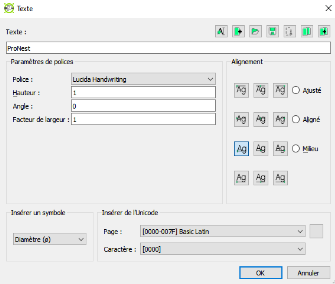 Texte
Texte :
ProNest
Paramètres de polices
Police : Lucida Handwriting
Hauteur : 1
Angle : 0
Facteur de largeur : 1
Alignement
Ag Ag Ag Ajusté
Ag Ag Ag Aligné
Ag Ag Ag Milieu
Ag Ag Ag
Insérer un symbole
Diamètre (ø)
Insérer de l'Unicode
Page : [0000-007F] Basic Latin
Caractère : [0000]
OK Annuler